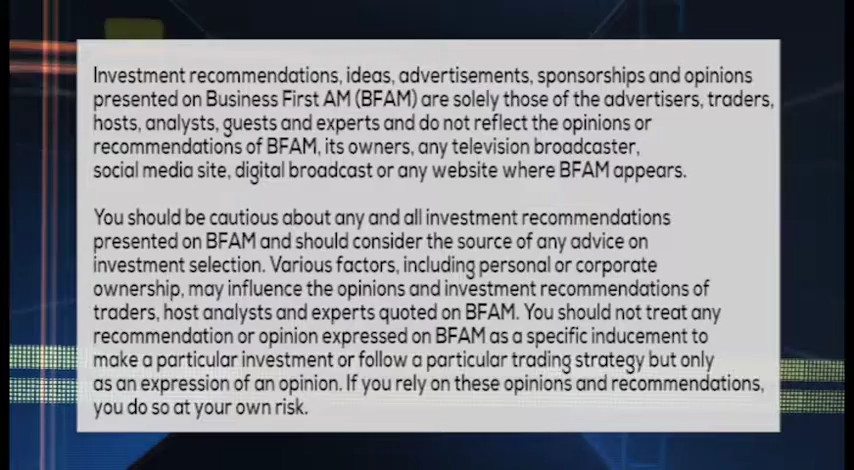 Investment recommendations, ideas, advertisements, sponsorships and opinions
presented on Business First AM (BFAM) are solely those of the advertisers, traders,
hosts, analysts, guests and experts and do not reflect the opinions or
recommendations of BFAM, its owners, any television broadcaster,
social media site, digital broadcast or any website where BFAM appears.
You should be cautious about any and all investment recommendations
presented on BFAM and should consider the source of any advice on
investment selection. Various factors, including personal or corporate
ownership, may influence the opinions and investment recommendations of
traders, host analysts and experts quoted on BFAM. You should not treat any
recommendation or opinion expressed on BFAM as a specific inducement to
make a particular investment or follow a particular trading strategy but only
as an expression of an opinion. If you rely on these opinions and recommendations,
you do so at your own risk.